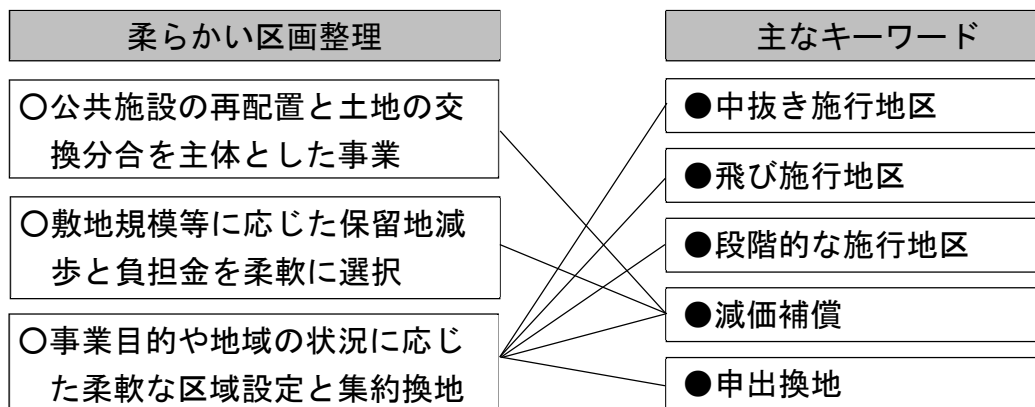 柔らかい区画整理
○公共施設の再配置と土地の交
換分合を主体とした事業
○敷地規模等に応じた保留地減
歩と負担金を柔軟に選択
○事業目的や地域の状況に応じ
た柔軟な区域設定と集約換地
主なキーワード
●中抜き施行地区
●飛び施行地区
●段階的な施行地区
●減価補償
●申出換地